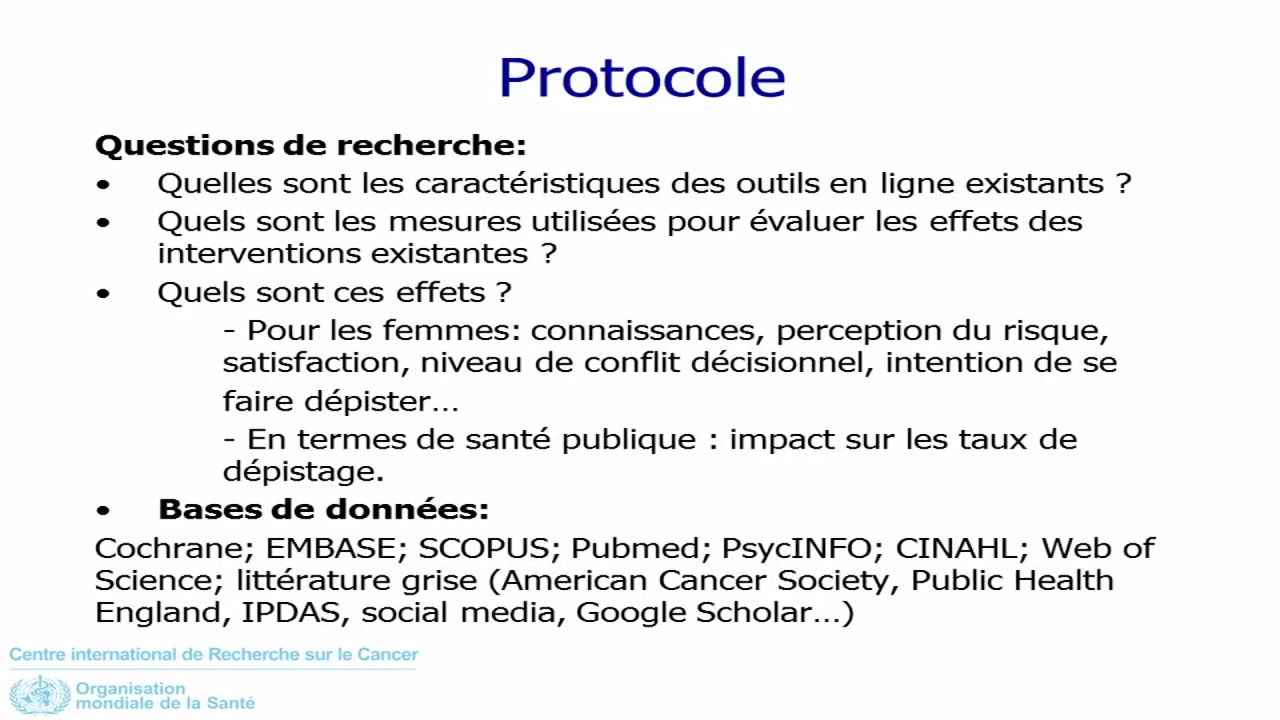 Protocole
Questions de recherche:
• Quelles sont les caractéristiques des outils en ligne existants ?
• Quels sont les mesures utilisées pour évaluer les effets des
interventions existantes ?
• Quels sont ces effets ?
- Pour les femmes: connaissances, perception du risque,
satisfaction, niveau de conflit décisionnel, intention de se
faire dépister...
- En termes de santé publique : impact sur les taux de
dépistage.
• Bases de données:
Cochrane; EMBASE; SCOPUS; Pubmed; PsycINFO; CINAHL; Web of
Science; littérature grise (American Cancer Society, Public Health
England, IPDAS, social media, Google Scholar...)
Centre international de Recherche sur le Cancer
Organisation
mondiale de la Santé